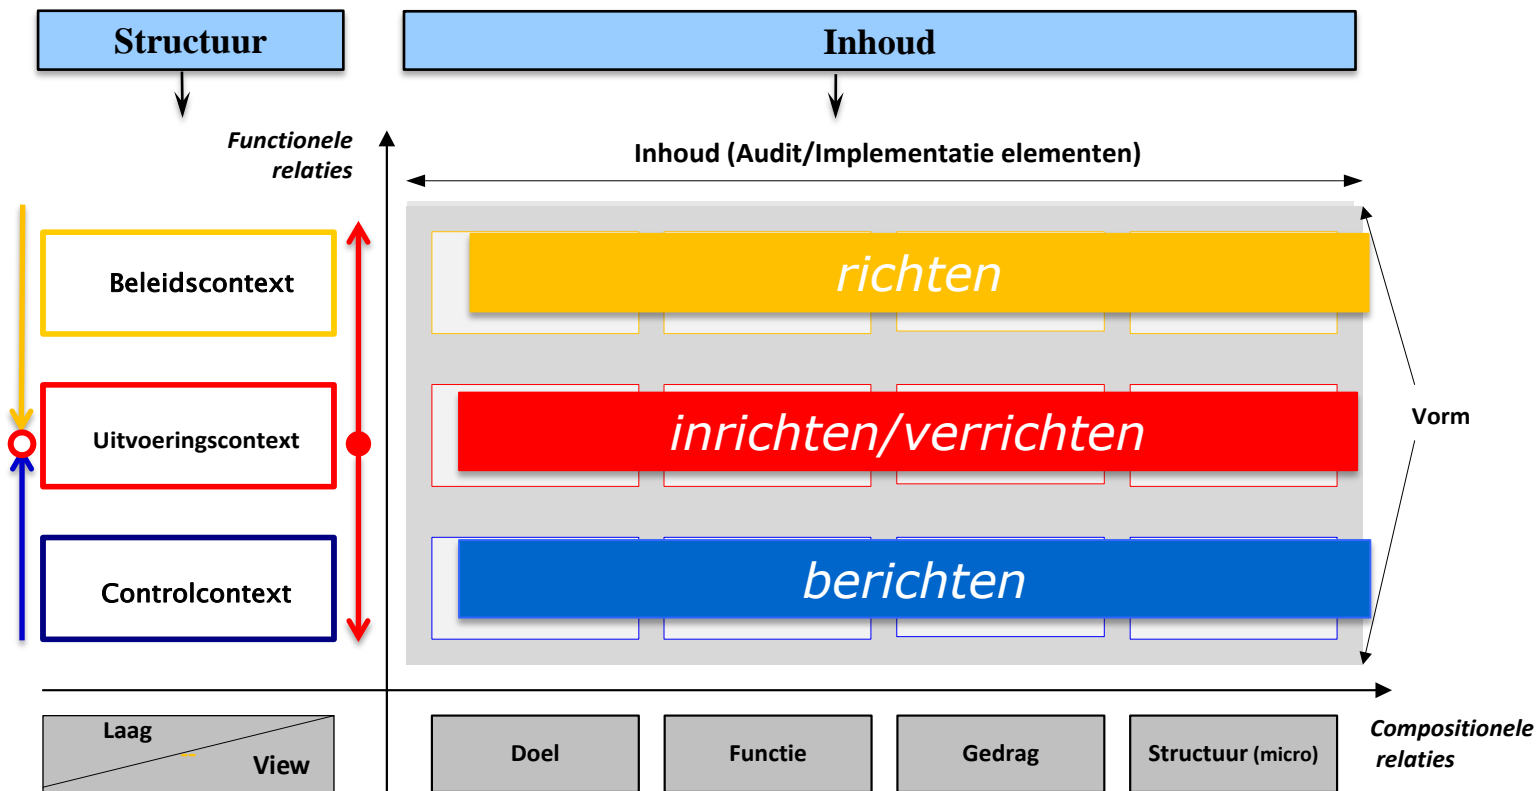 Structuur
Inhoud
Functionele
relaties
Inhoud (Audit/Implementatie elementen)
Beleidscontext
richten
Uitvoeringscontext
inrichten/verrichten
Vorm
Controlcontext
berichten
Laag
View
Doel
Functie
Gedrag
Structuur (micro)
Compositionele
relaties